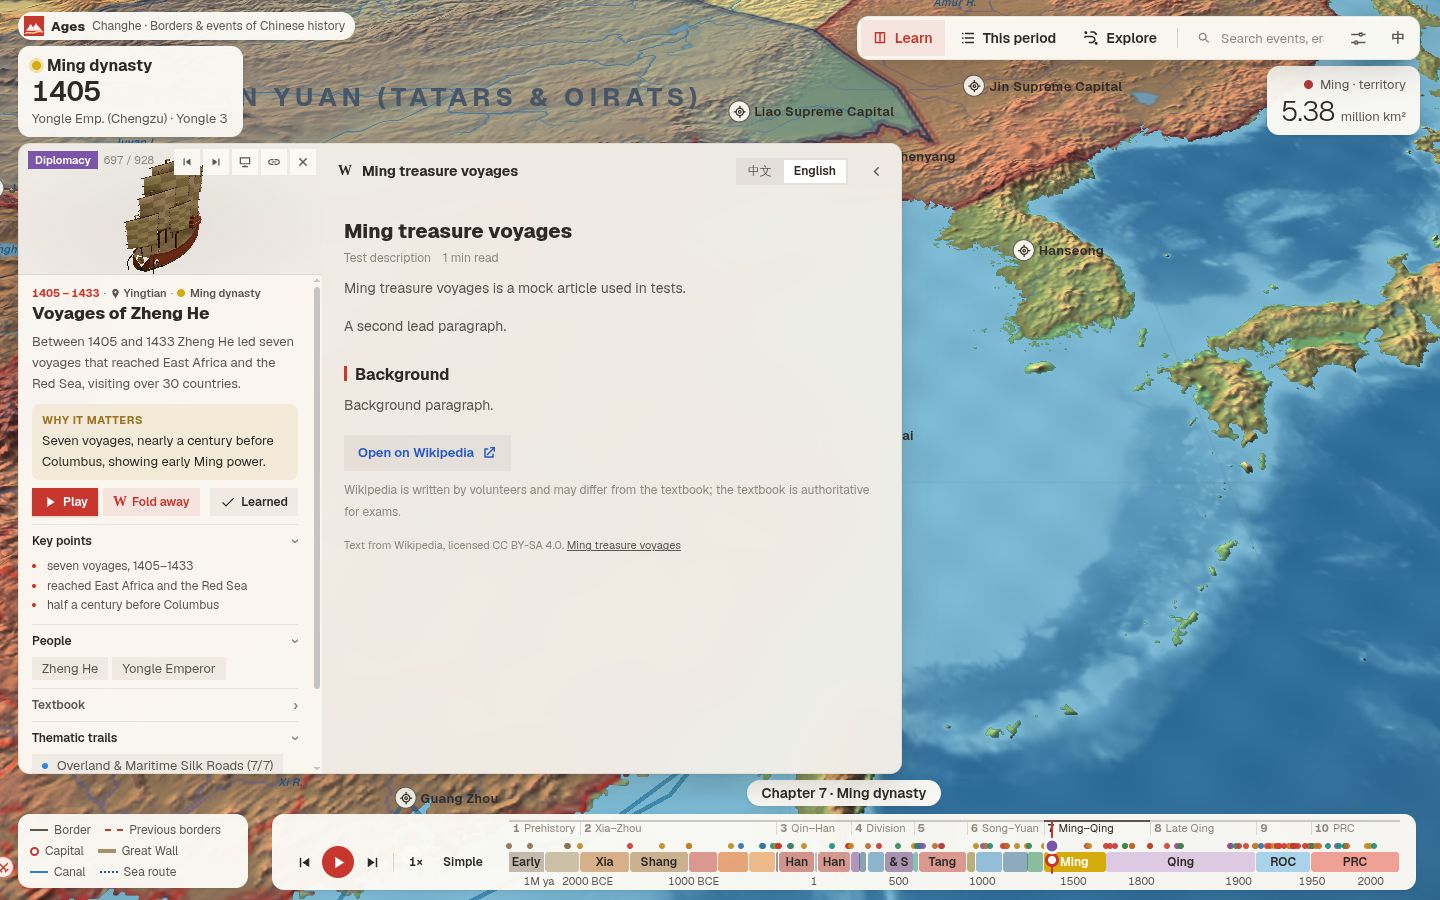 Ages Changhe · Borders & events of Chinese history
Ming dynasty
1405
Yongle Emp. (Chengzu) · Yongle 3
N YUAN (TATARS & OIRATS)
Amur R.
Learn
This period
Explore
Search events, er
中
Ming · territory
5.38 million km²
Jin Supreme Capital
Liao Supreme Capital
henyang
Hanseong
ai
Diplomacy 697 / 928
1405 – 1433 · Yingtian · Ming dynasty
Voyages of Zheng He
Between 1405 and 1433 Zheng He led seven
voyages that reached East Africa and the
Red Sea, visiting over 30 countries.
WHY IT MATTERS
Seven voyages, nearly a century before
Columbus, showing early Ming power.
Play
W Fold away
Learned
Key points
seven voyages, 1405–1433
reached East Africa and the Red Sea
half a century before Columbus
People
Zheng He
Yongle Emperor
Textbook
Thematic trails
Overland & Maritime Silk Roads (7/7)
W Ming treasure voyages
中文
English
Ming treasure voyages
Test description 1 min read
Ming treasure voyages is a mock article used in tests.
A second lead paragraph.
Background
Background paragraph.
Open on Wikipedia
Wikipedia is written by volunteers and may differ from the textbook; the textbook is authoritative
for exams.
Text from Wikipedia, licensed CC BY-SA 4.0. Ming treasure voyages
Xi R.
Guang Zhou
Chapter 7 · Ming dynasty
Border
Previous borders
Capital
Great Wall
Canal
Sea route
1× Simple
1 Prehistory 2 Xia–Zhou 3 Qin–Han 4 Division 5 6 Song–Yuan 7 Ming–Qing 8 Late Qing 9 10 PRC
Early Xia Shang Han Han & S Tang Ming Qing ROC PRC
1M ya 2000 BCE 1000 BCE 1 500 1000 1500 1800 1900 1950 2000